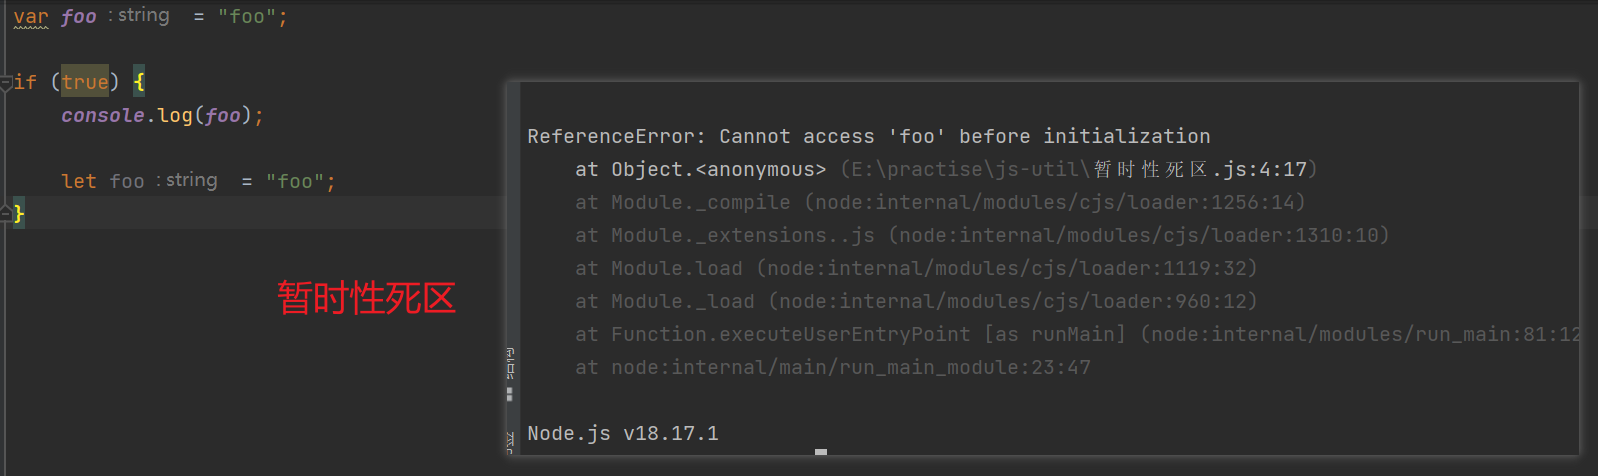 var foo : string = "foo";
if (true) {
console.log(foo);
let foo : string = "foo";
}
暂时性死区
ReferenceError: Cannot access 'foo' before initialization
at Object.<anonymous> (E:\practise\js-util\暂时性死区.js:4:17)
at Module._compile (node:internal/modules/cjs/loader:1256:14)
at Module._extensions..js (node:internal/modules/cjs/loader:1310:10)
at Module.load (node:internal/modules/cjs/loader:1119:32)
at Module._load (node:internal/modules/cjs/loader:960:12)
at Function.executeUserEntryPoint [as runMain] (node:internal/modules/run_main:81:12
at node:internal/main/run_main_module:23:47
Node.js v18.17.1